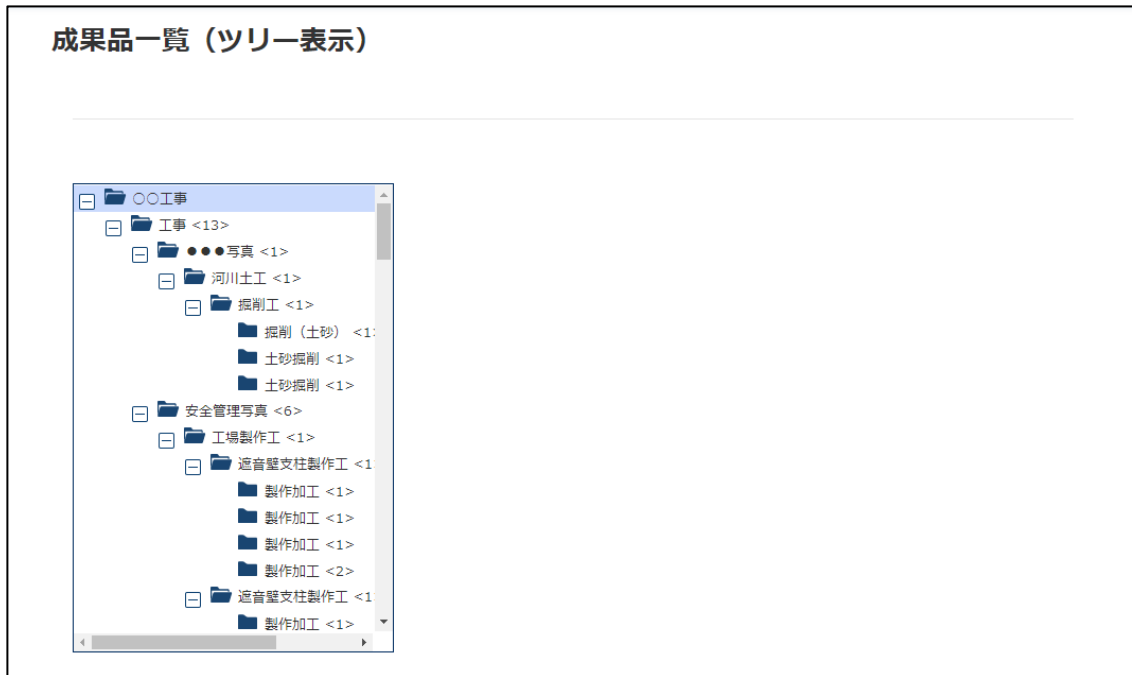 成果品一覧（ツリー表示）
○○工事
工事 <13>
●●●写真 <1>
河川土工 <1>
掘削工 <1>
掘削（土砂） <1
土砂掘削 <1>
土砂掘削 <1>
安全管理写真 <6>
工場製作工 <1>
遮音壁支柱製作工 <1
製作加工 <1>
製作加工 <1>
製作加工 <1>
製作加工 <2>
遮音壁支柱製作工 <1
製作加工 <1>